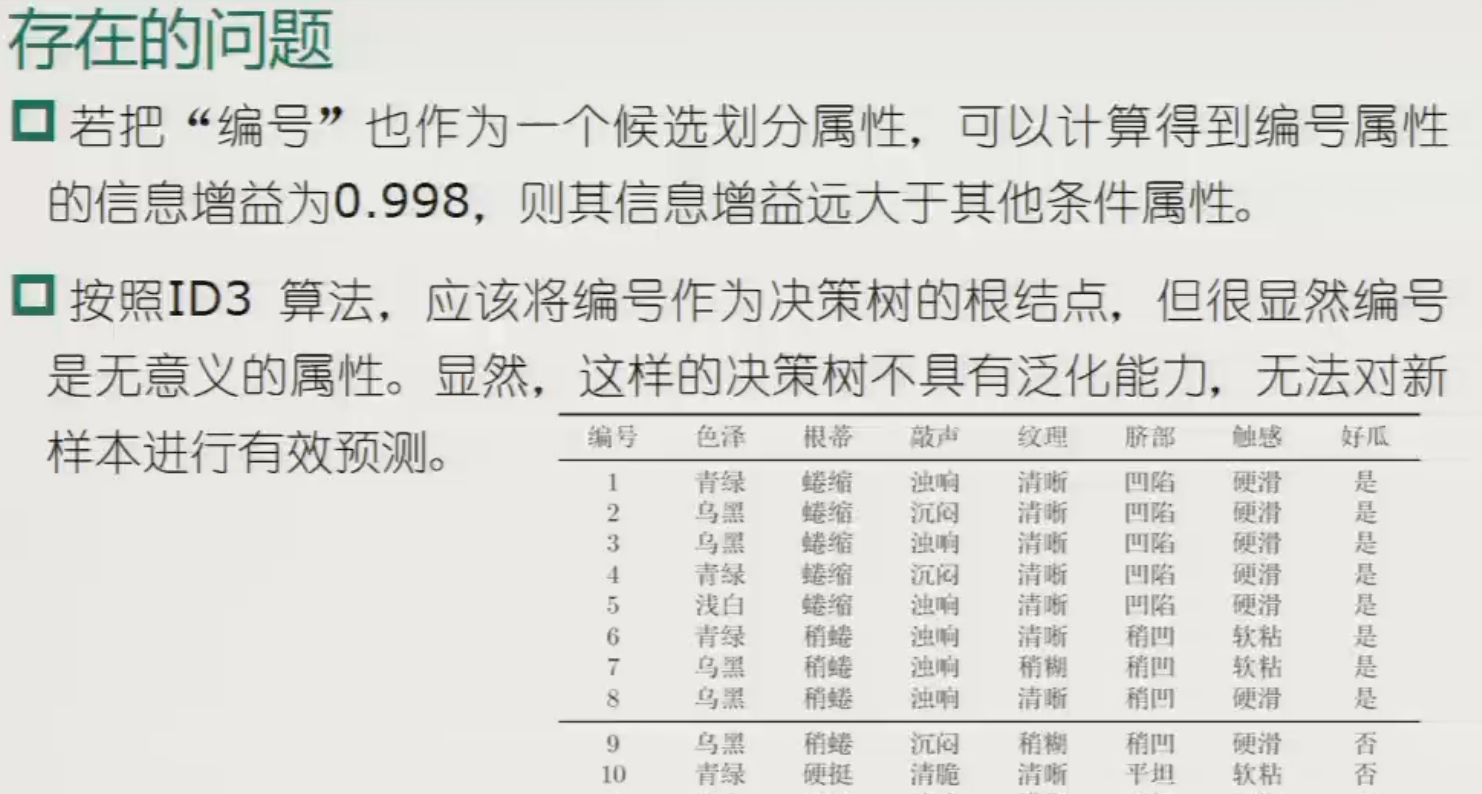 存在的问题
若把“编号”也作为一个候选划分属性，可以计算得到编号属性
的信息增益为0.998，则其信息增益远大于其他条件属性。
按照ID3 算法，应该将编号作为决策树的根结点，但很显然编号
是无意义的属性。显然，这样的决策树不具有泛化能力，无法对新
样本进行有效预测。
编号 色泽 根蒂 敲声 纹理 脐部 触感 好瓜
1 青绿 蜷缩 浊响 清晰 凹陷 硬滑 是
2 乌黑 蜷缩 沉闷 清晰 凹陷 硬滑 是
3 乌黑 蜷缩 浊响 清晰 凹陷 硬滑 是
4 青绿 蜷缩 沉闷 清晰 凹陷 硬滑 是
5 浅白 蜷缩 浊响 清晰 凹陷 硬滑 是
6 青绿 稍蜷 浊响 清晰 稍凹 软粘 是
7 乌黑 稍蜷 浊响 稍糊 稍凹 软粘 是
8 乌黑 稍蜷 浊响 清晰 稍凹 硬滑 是
9 乌黑 稍蜷 沉闷 稍糊 稍凹 硬滑 否
10 青绿 硬挺 清脆 清晰 平坦 软粘 否